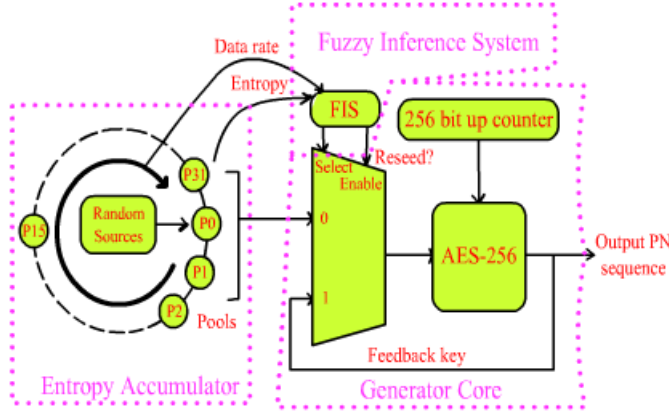 Fuzzy Inference System
Data rate
Entropy
FIS
256 bit up counter
Reseed?
Select
Enable
P31
Random
Sources
P0
P15
P1
P2
Pools
0
1
AES-256
Output PN
sequence
Feedback key
Entropy Accumulator
Generator Core